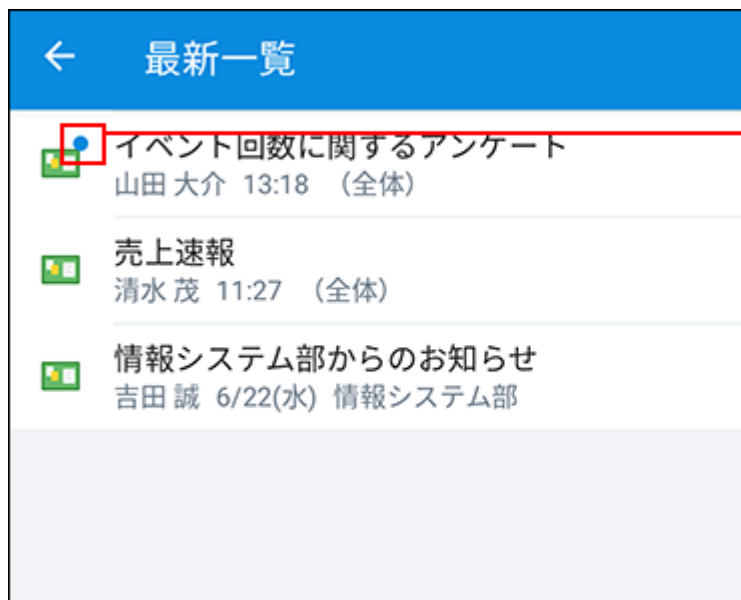 最新一覧
イベント回数に関するアンケート
山田 大介 13:18 （全体）
売上速報
清水 茂 11:27 （全体）
情報システム部からのお知らせ
吉田 誠 6/22(水) 情報システム部